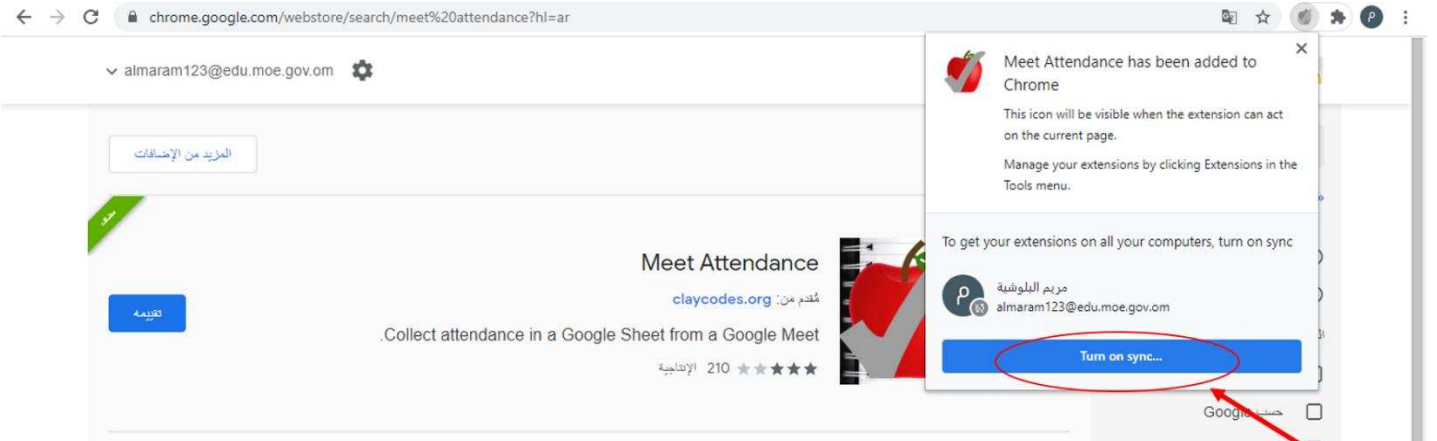 chrome.google.com/webstore/search/meet%20attendance?hl=ar
almaram123@edu.moe.gov.om
المزيد من الإضافات
Meet Attendance
مُقدم من: claycodes.org
تقييمه
.Collect attendance in a Google Sheet from a Google Meet
210 الإنتاجية
Meet Attendance has been added to
Chrome
This icon will be visible when the extension can act
on the current page.
Manage your extensions by clicking Extensions in the
Tools menu.
To get your extensions on all your computers, turn on sync
مريم البلوشية
almaram123@edu.moe.gov.om
Turn on sync...
حسب Google